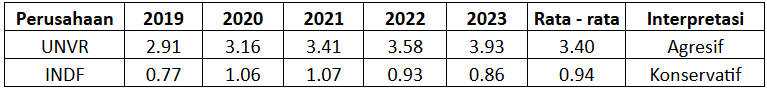 Perusahaan 2019 2020 2021 2022 2023 Rata - rata Interpretasi
UNVR 2.91 3.16 3.41 3.58 3.93 3.40 Agresif
INDF 0.77 1.06 1.07 0.93 0.86 0.94 Konservatif